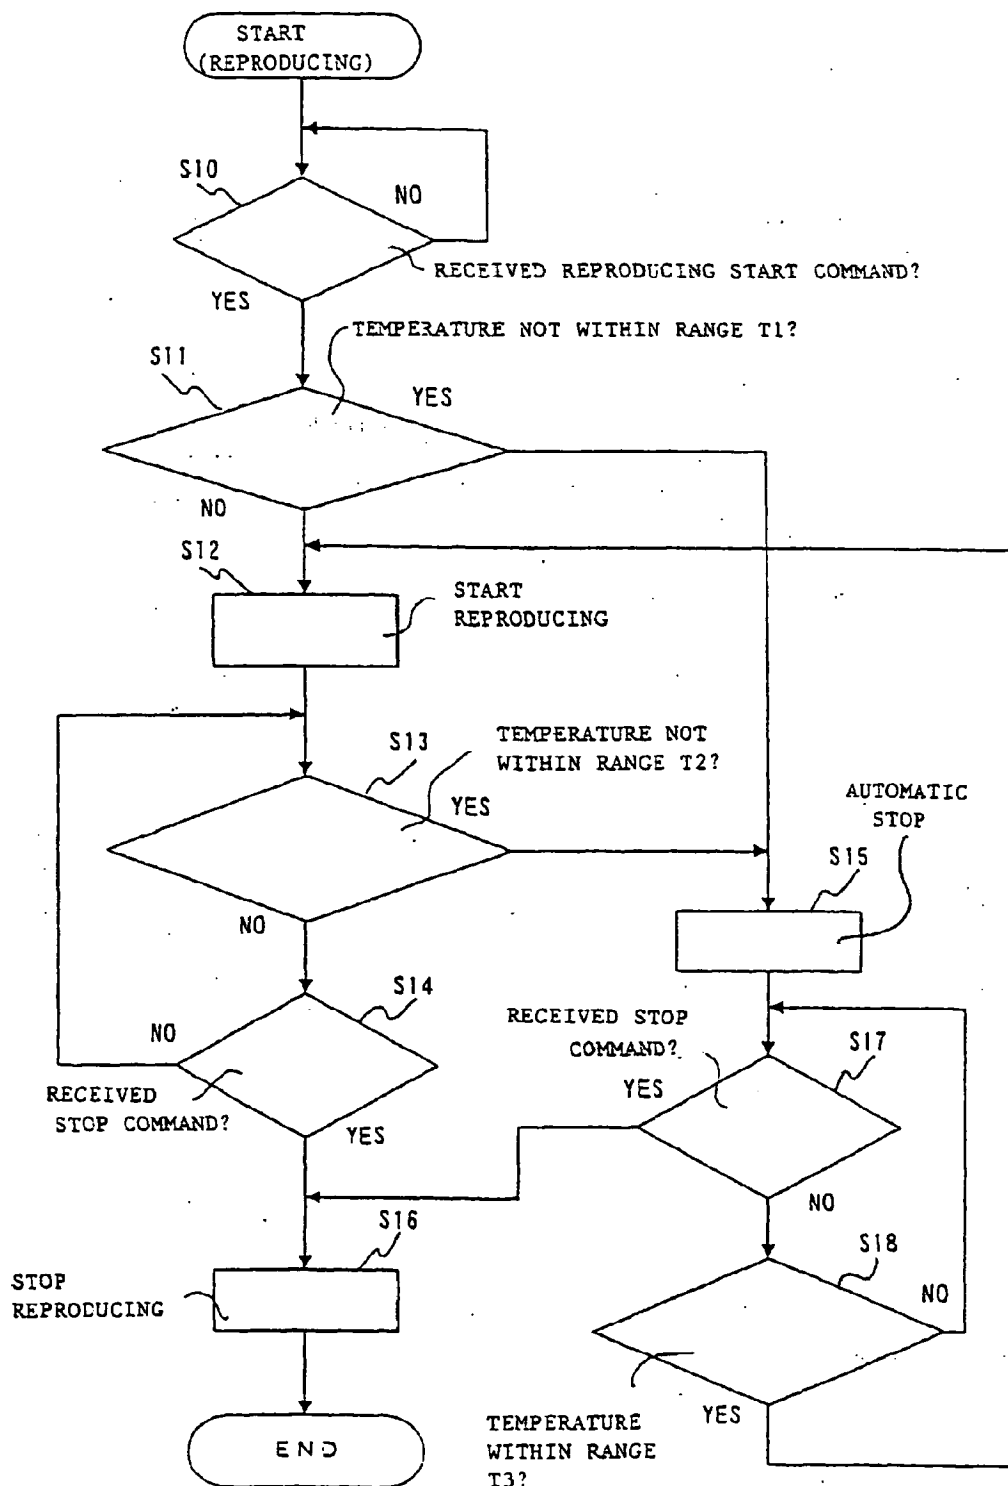 START
(REPRODUCING)
S10
NO
RECEIVED REPRODUCING START COMMAND?
YES
TEMPERATURE NOT WITHIN RANGE T1?
S11
YES
NO
S12
START
REPRODUCING
S13
TEMPERATURE NOT
WITHIN RANGE T2?
YES
AUTOMATIC
STOP
S15
NO
S14
NO
RECEIVED STOP
COMMAND?
S17
YES
RECEIVED
STOP COMMAND?
YES
NO
S16
S18
STOP
REPRODUCING
NO
YES
TEMPERATURE
WITHIN RANGE
T3?
END